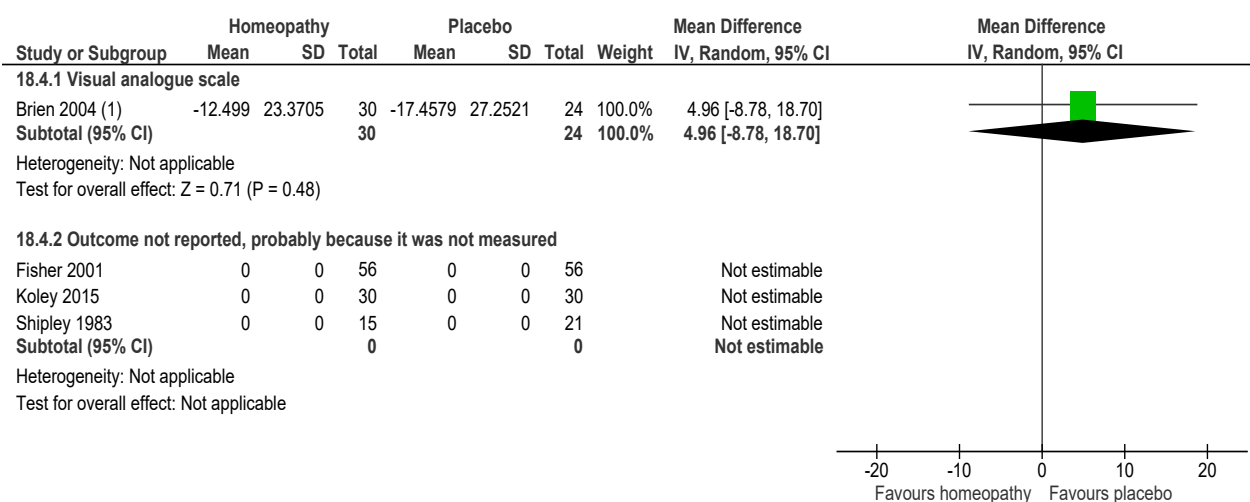 Homeopathy Placebo Mean Difference Mean Difference
Study or Subgroup Mean SD Total Mean SD Total Weight IV, Random, 95% CI IV, Random, 95% CI
18.4.1 Visual analogue scale
Brien 2004 (1) -12.499 23.3705 30 -17.4579 27.2521 24 100.0% 4.96 [-8.78, 18.70]
Subtotal (95% CI) 30 24 100.0% 4.96 [-8.78, 18.70]
Heterogeneity: Not applicable
Test for overall effect: Z = 0.71 (P = 0.48)
18.4.2 Outcome not reported, probably because it was not measured
Fisher 2001 0 0 56 0 0 56 Not estimable
Koley 2015 0 0 30 0 0 30 Not estimable
Shipley 1983 0 0 15 0 0 21 Not estimable
Subtotal (95% CI) 0 0 Not estimable
Heterogeneity: Not applicable
Test for overall effect: Not applicable
-20 -10 0 10 20
Favours homeopathy Favours placebo